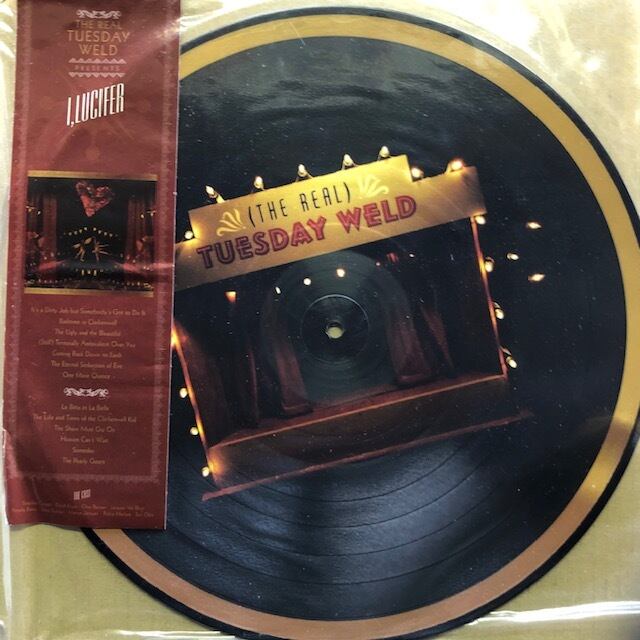 THE REAL
TUESDAY
WELD
PRESENTS
I, LUCIFER
It's a Dirty Job but Somebody's Got to Do It
Bathtime in Clerkenwell
The Ugly and the Beautiful
(Still) Terminally Ambivalent Over You
Coming Back Down to Earth
The Eternal Seduction of Eve
One More Chance
La Bête et La Belle
The Life and Times of the Clerkenwell Kid
The Show Must Go On
Heaven Can't Wait
Someday
The Pearly Gates
THE CAST
(THE REAL)
TUESDAY WELD